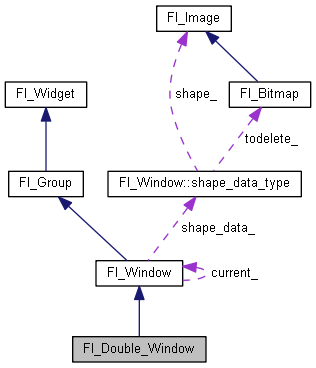 Fl_Image
Fl_Widget
shape_
Fl_Bitmap
todelete_
Fl_Group
Fl_Window::shape_data_type
shape_data_
Fl_Window
current_
Fl_Double_Window